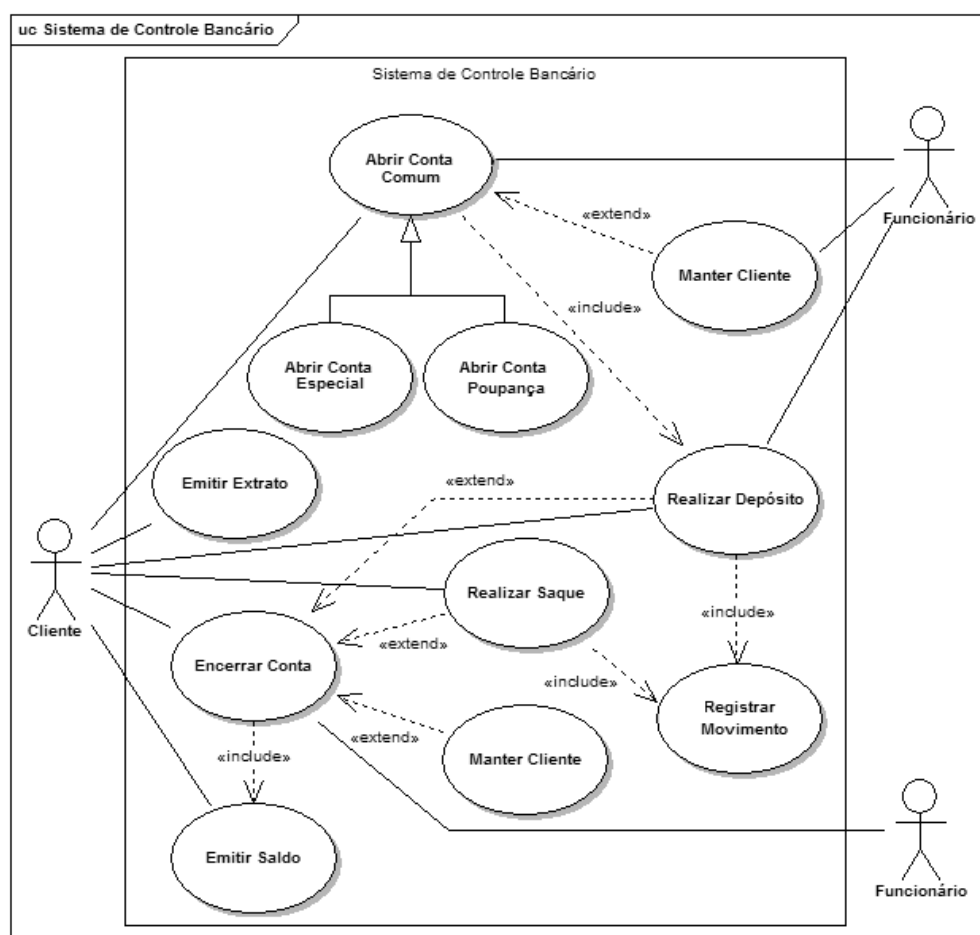 uc Sistema de Controle Bancário
Sistema de Controle Bancário
Abrir Conta
Comum
Funcionário
«extend»
Manter Cliente
«include»
Abrir Conta
Especial
Abrir Conta
Poupança
Emitir Extrato
«extend»
Realizar Depósito
Cliente
Realizar Saque
«include»
«extend»
Encerrar Conta
«include»
Registrar
Movimento
«extend»
Manter Cliente
«include»
Emitir Saldo
Funcionário